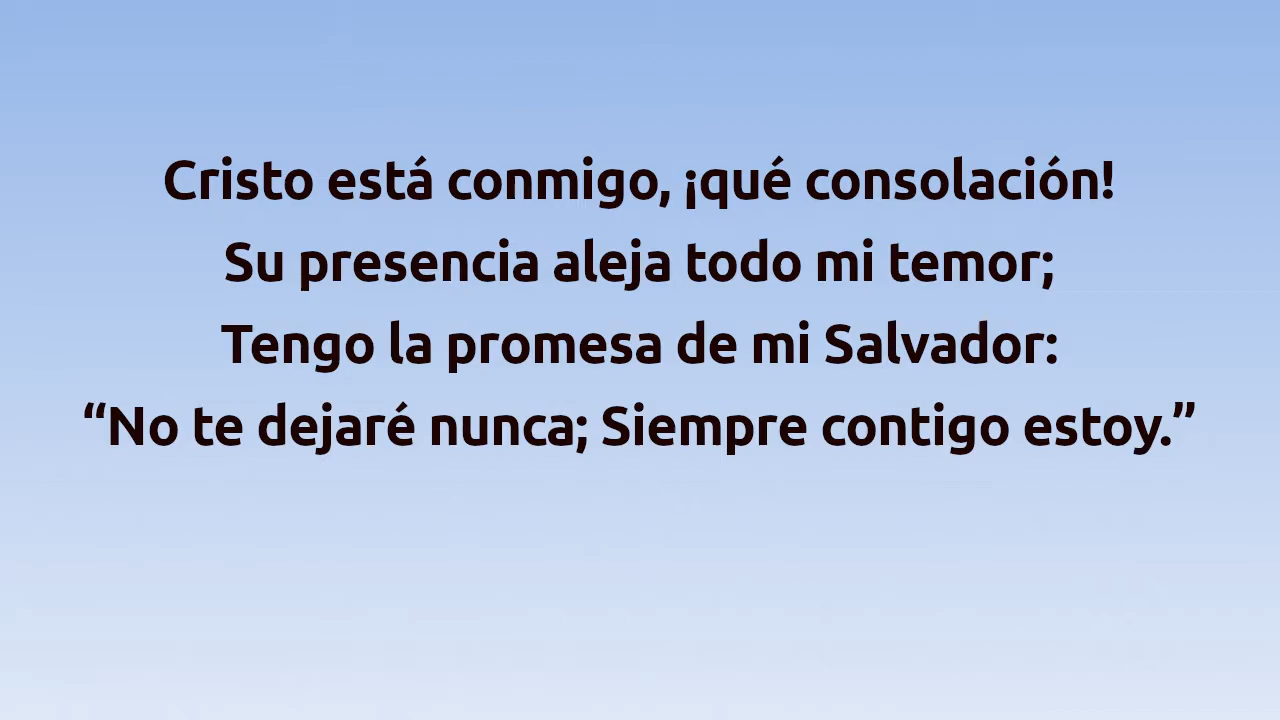 Cristo está conmigo, ¡qué consolación!
Su presencia aleja todo mi temor;
Tengo la promesa de mi Salvador:
“No te dejaré nunca; Siempre contigo estoy.”